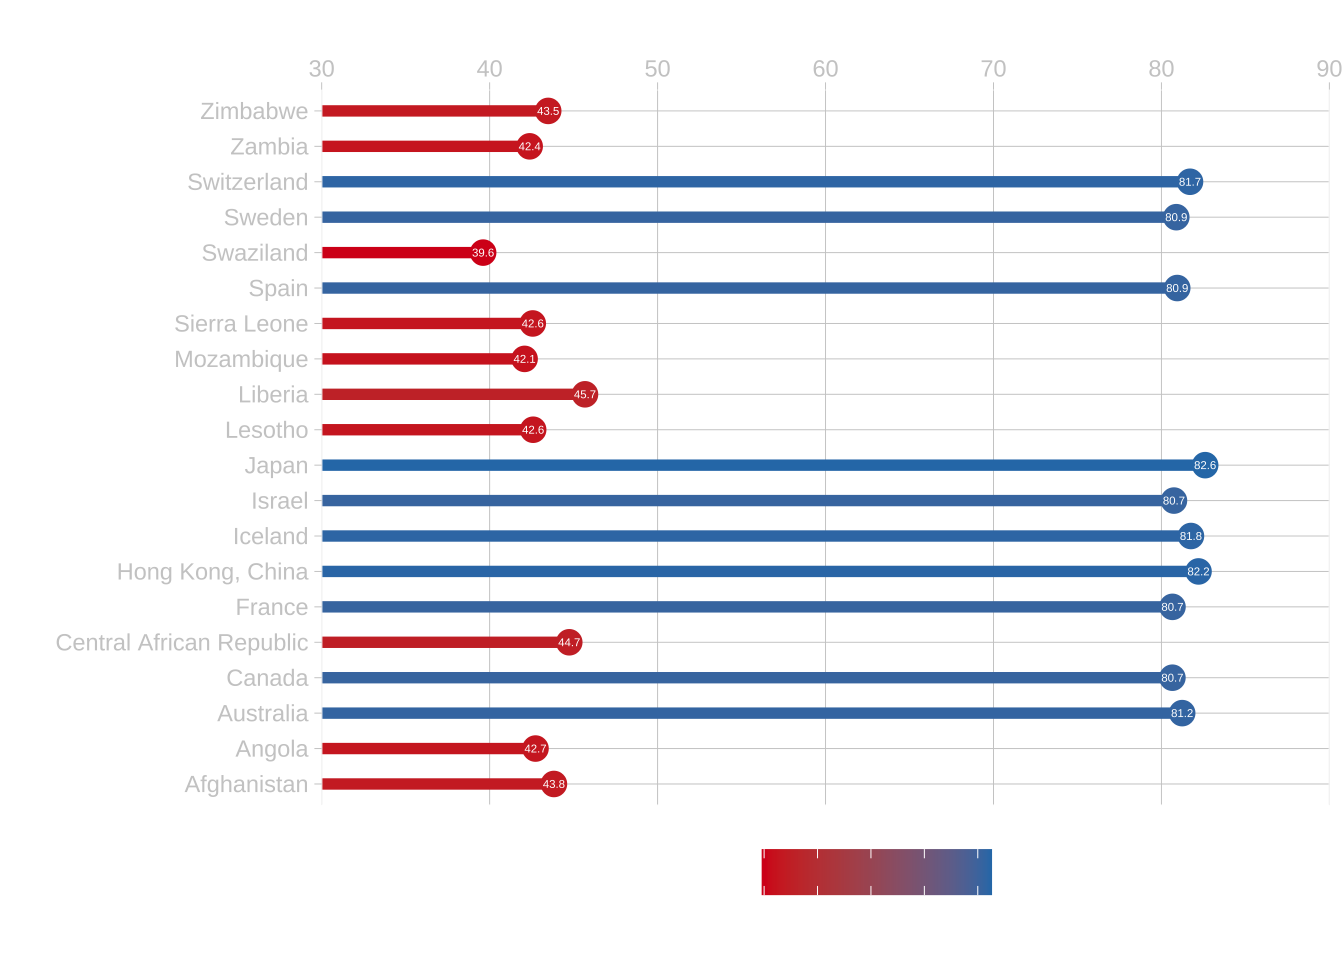 30 40 50 60 70 80 90
Zimbabwe 43.5
Zambia 42.4
Switzerland 81.7
Sweden 80.9
Swaziland 39.6
Spain 80.9
Sierra Leone 42.6
Mozambique 42.1
Liberia 45.7
Lesotho 42.6
Japan 82.6
Israel 80.7
Iceland 81.8
Hong Kong, China 82.2
France 80.7
Central African Republic 44.7
Canada 80.7
Australia 81.2
Angola 42.7
Afghanistan 43.8